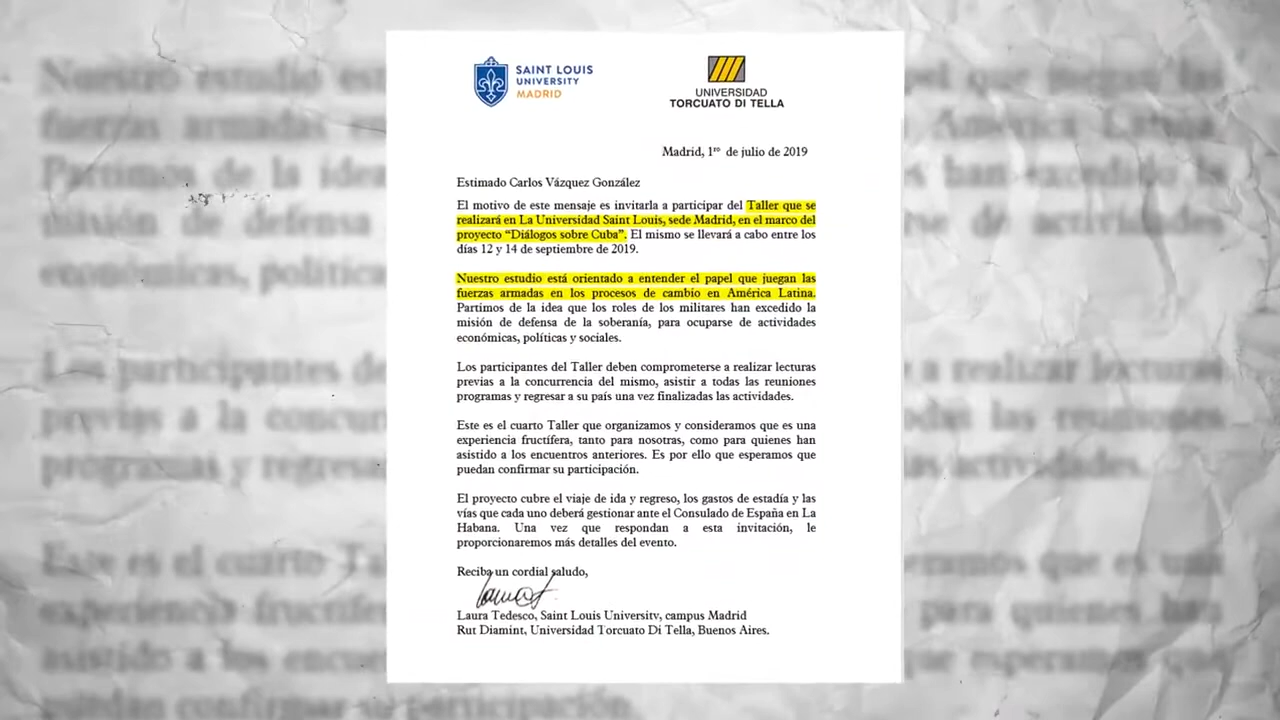 SAINT LOUIS
UNIVERSITY
MADRID
UNIVERSIDAD
TORCUATO DI TELLA
Madrid, 1ʳᵒ de julio de 2019
Estimado Carlos Vázquez González
El motivo de este mensaje es invitarla a participar del Taller que se
realizará en La Universidad Saint Louis, sede Madrid, en el marco del
proyecto “Diálogos sobre Cuba”. El mismo se llevará a cabo entre los
días 12 y 14 de septiembre de 2019.
Nuestro estudio está orientado a entender el papel que juegan las
fuerzas armadas en los procesos de cambio en América Latina.
Partimos de la idea que los roles de los militares han excedido la
misión de defensa de la soberanía, para ocuparse de actividades
económicas, políticas y sociales.
Los participantes del Taller deben comprometerse a realizar lecturas
previas a la concurrencia del mismo, asistir a todas las reuniones
programas y regresar a su país una vez finalizadas las actividades.
Este es el cuarto Taller que organizamos y consideramos que es una
experiencia fructífera, tanto para nosotras, como para quienes han
asistido a los encuentros anteriores. Es por ello que esperamos que
puedan confirmar su participación.
El proyecto cubre el viaje de ida y regreso, los gastos de estadía y las
vías que cada uno deberá gestionar ante el Consulado de España en La
Habana. Una vez que respondan a esta invitación, le
proporcionaremos más detalles del evento.
Reciba un cordial saludo,
Laura Tedesco, Saint Louis University, campus Madrid
Rut Diamint, Universidad Torcuato Di Tella, Buenos Aires.